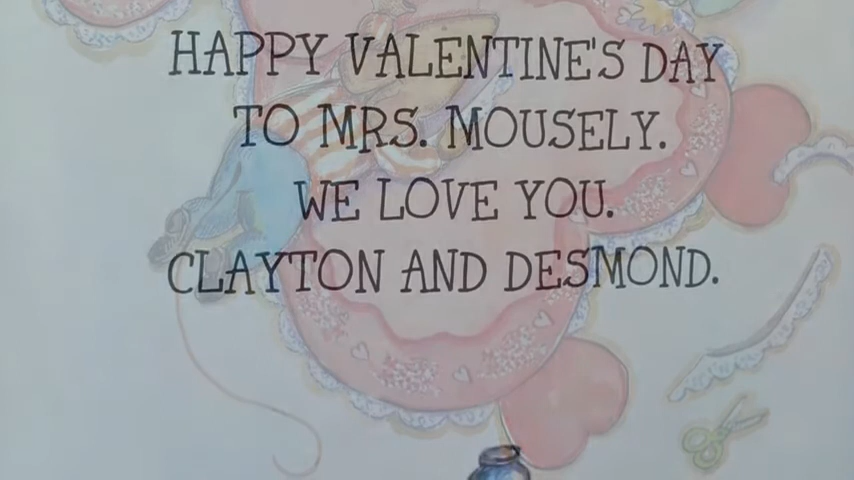 HAPPY VALENTINE'S DAY
TO MRS. MOUSELY.
WE LOVE YOU.
CLAYTON AND DESMOND.